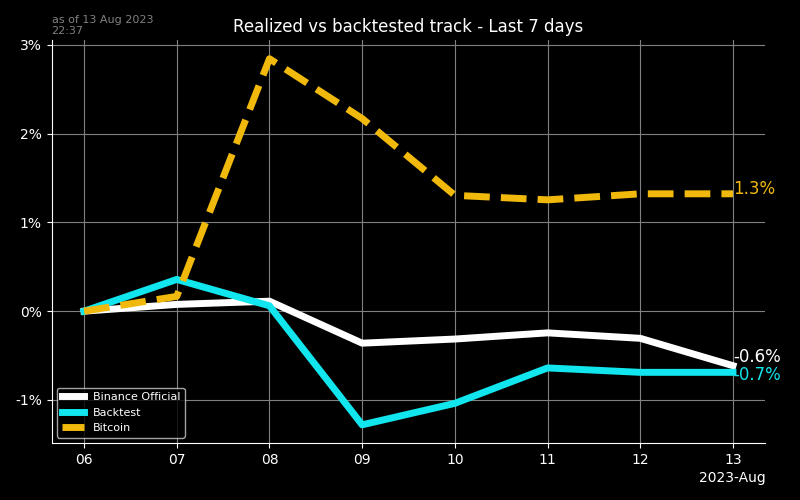 as of 13 Aug 2023
22:37
Realized vs backtested track - Last 7 days
3%
2%
1%
0%
-1%
1.3%
-0.6%
-0.7%
Binance Official
Backtest
Bitcoin
06 07 08 09 10 11 12 13
2023-Aug